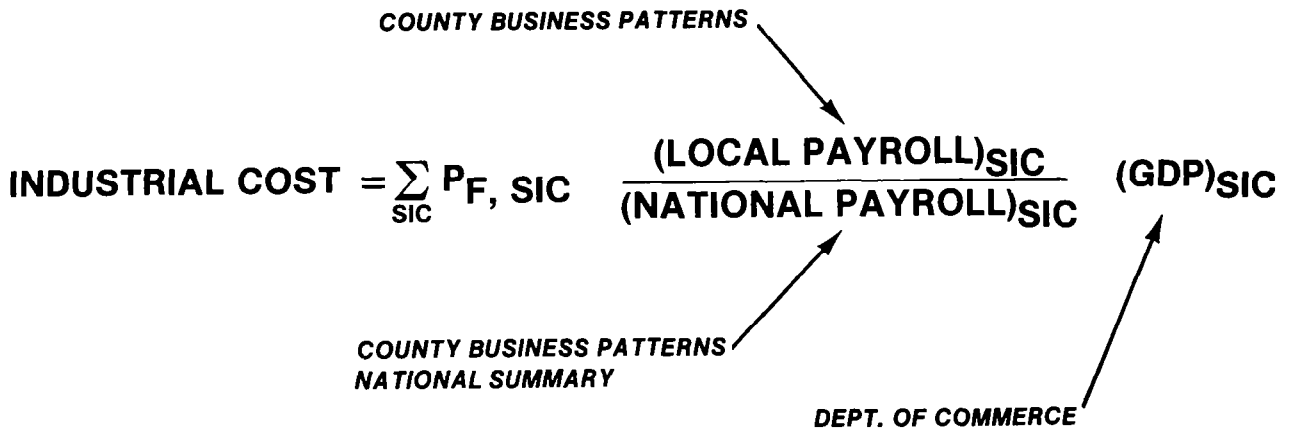 COUNTY BUSINESS PATTERNS
INDUSTRIAL COST = ∑ SIC P F, SIC (LOCAL PAYROLL)SIC / (NATIONAL PAYROLL)SIC (GDP)SIC
COUNTY BUSINESS PATTERNS
NATIONAL SUMMARY
DEPT. OF COMMERCE